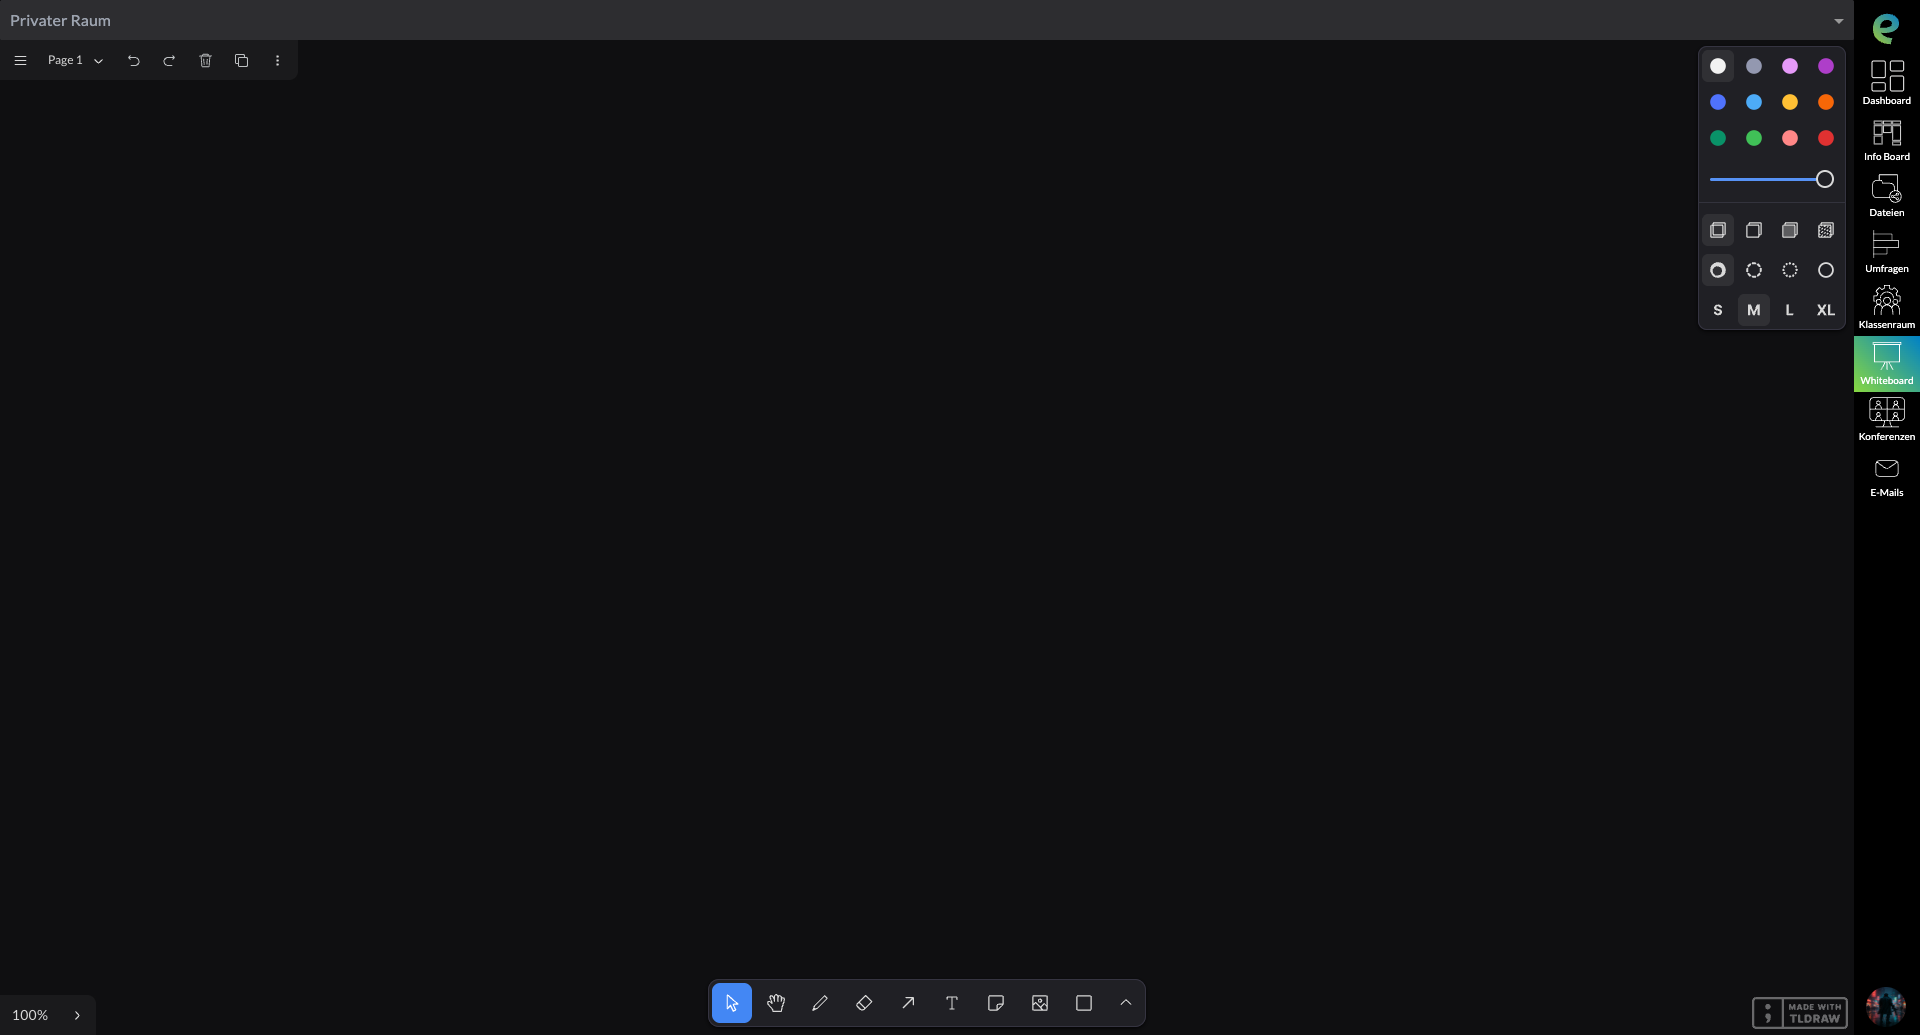 Privater Raum
Page 1
Dashboard
Info Board
Dateien
Umfragen
Klassenraum
S M L XL
Whiteboard
Konferenzen
E-Mails
100%
T
MADE WITH
TLDRAW